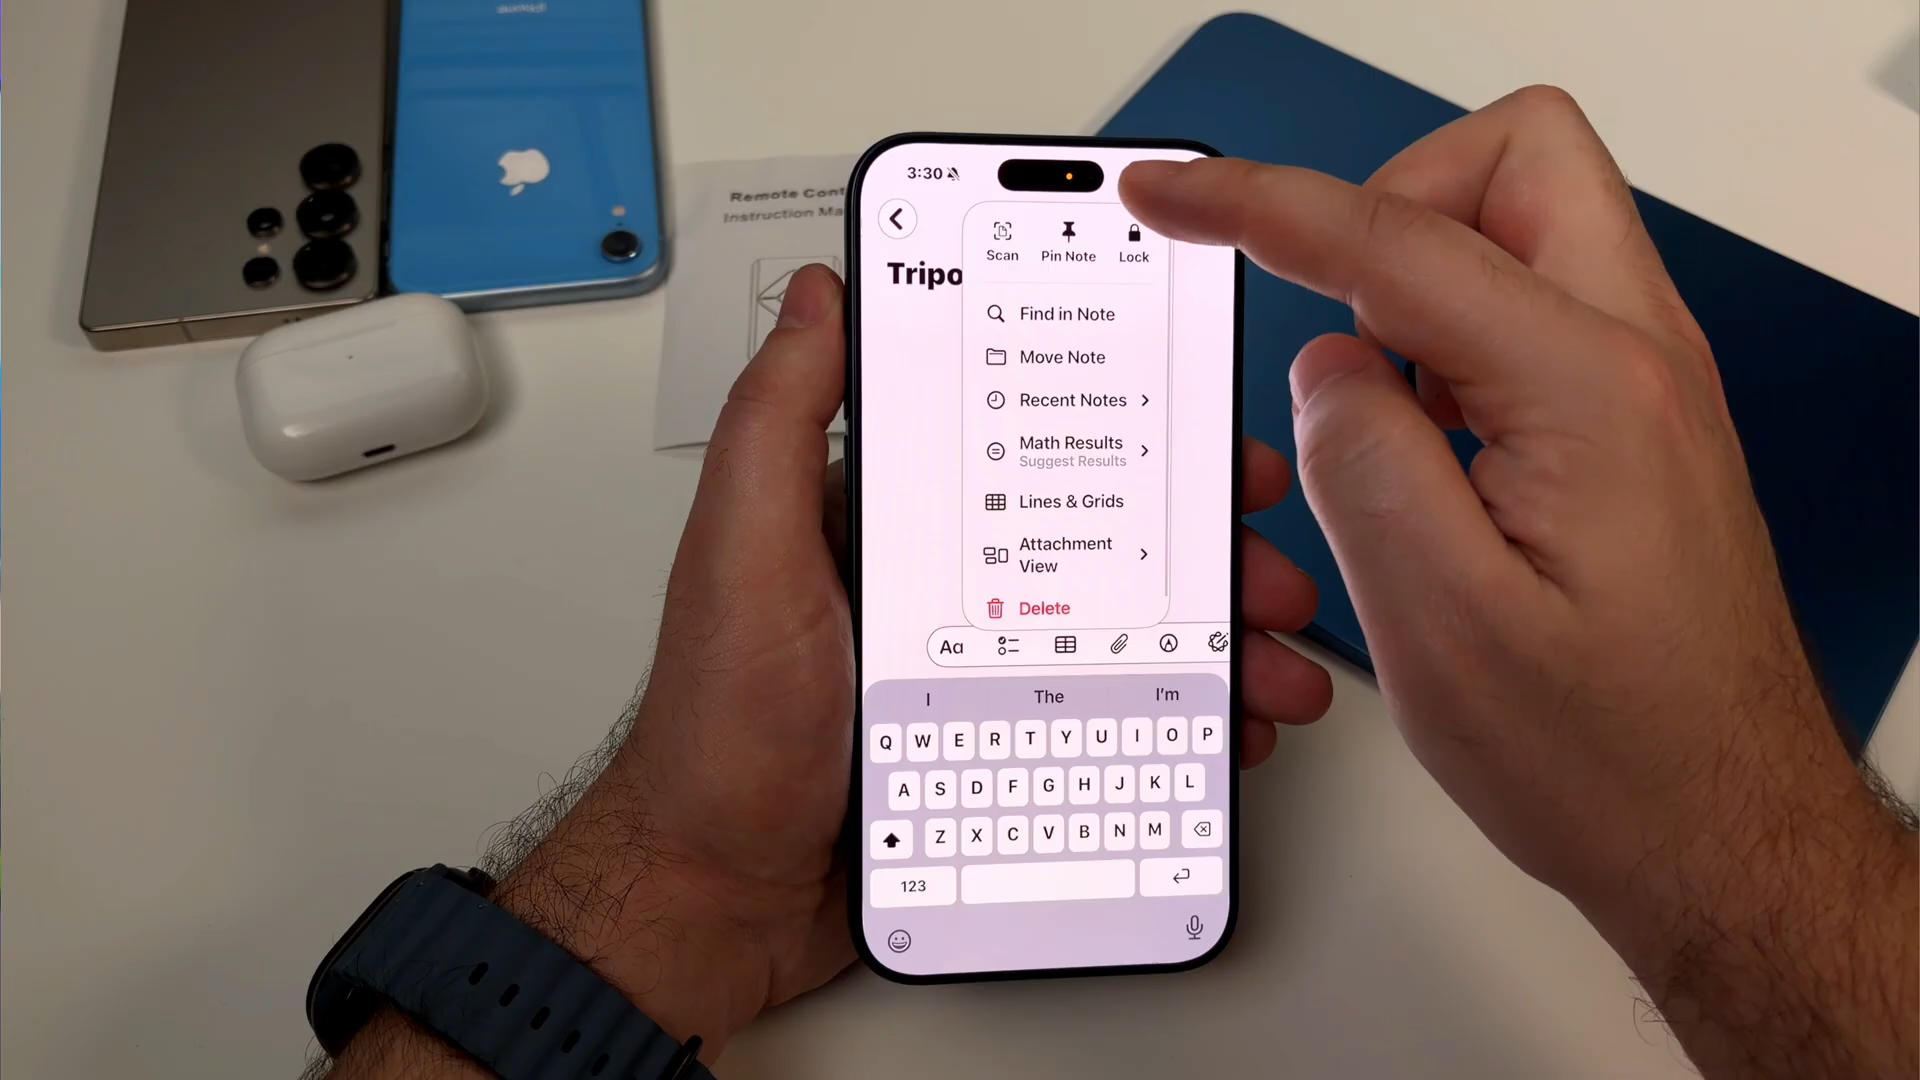 iPhone
Remote Cont
Instruction Ma
3:30
Scan
Pin Note
Lock
Tripo
Find in Note
Move Note
Recent Notes
Math Results
Suggest Results
Lines & Grids
Attachment
View
Delete
Aa
I The I'm
Q W E R T Y U I O P
A S D F G H J K L
Z X C V B N M
123